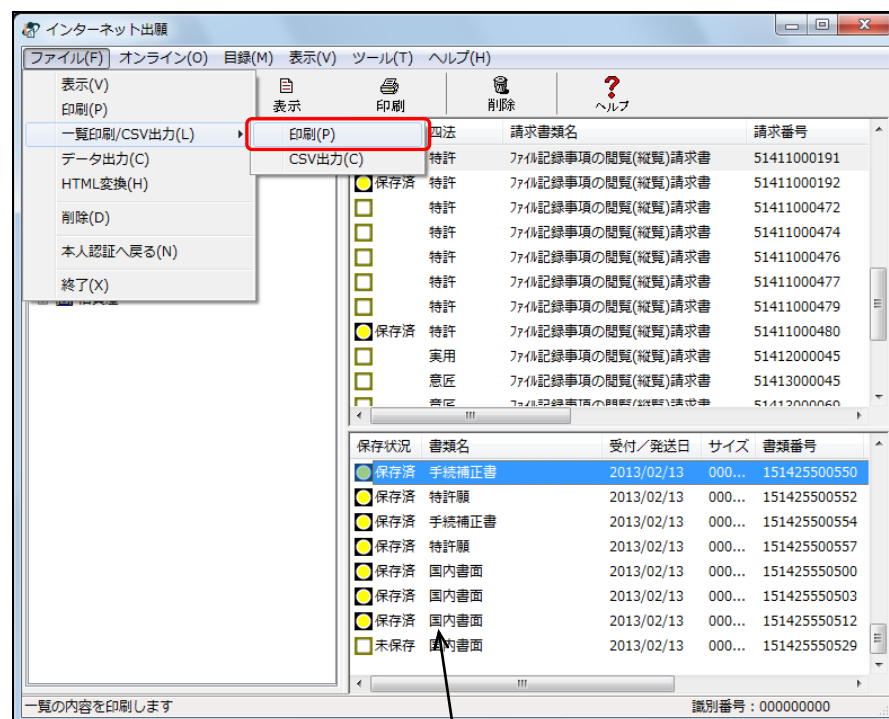 インターネット出願
ファイル(F) オンライン(O) 目録(M) 表示(V) ツール(T) ヘルプ(H)
表示 印刷 削除 ヘルプ
表示(V)
印刷(P)
一覧印刷/CSV出力(L)
データ出力(C)
HTML変換(H)
削除(D)
本人認証へ戻る(N)
終了(X)
印刷(P)
CSV出力(C)
四法 請求書類名 請求番号
特許 ファイル記録事項の閲覧(縦覧)請求書 51411000191
保存済 特許 ファイル記録事項の閲覧(縦覧)請求書 51411000192
特許 ファイル記録事項の閲覧(縦覧)請求書 51411000472
特許 ファイル記録事項の閲覧(縦覧)請求書 51411000474
特許 ファイル記録事項の閲覧(縦覧)請求書 51411000476
特許 ファイル記録事項の閲覧(縦覧)請求書 51411000477
特許 ファイル記録事項の閲覧(縦覧)請求書 51411000479
保存済 特許 ファイル記録事項の閲覧(縦覧)請求書 51411000480
実用 ファイル記録事項の閲覧(縦覧)請求書 51412000045
意匠 ファイル記録事項の閲覧(縦覧)請求書 51413000045
意匠 ファイル記録事項の閲覧(縦覧)請求書 51413000069
保存状況 書類名 受付/発送日 サイズ 書類番号
保存済 手続補正書 2013/02/13 000... 151425500550
保存済 特許願 2013/02/13 000... 151425500552
保存済 手続補正書 2013/02/13 000... 151425500554
保存済 特許願 2013/02/13 000... 151425500557
保存済 国内書面 2013/02/13 000... 151425550500
保存済 国内書面 2013/02/13 000... 151425550503
保存済 国内書面 2013/02/13 000... 151425550512
未保存 国内書面 2013/02/13 000... 151425550529
一覧の内容を印刷します 識別番号：000000000